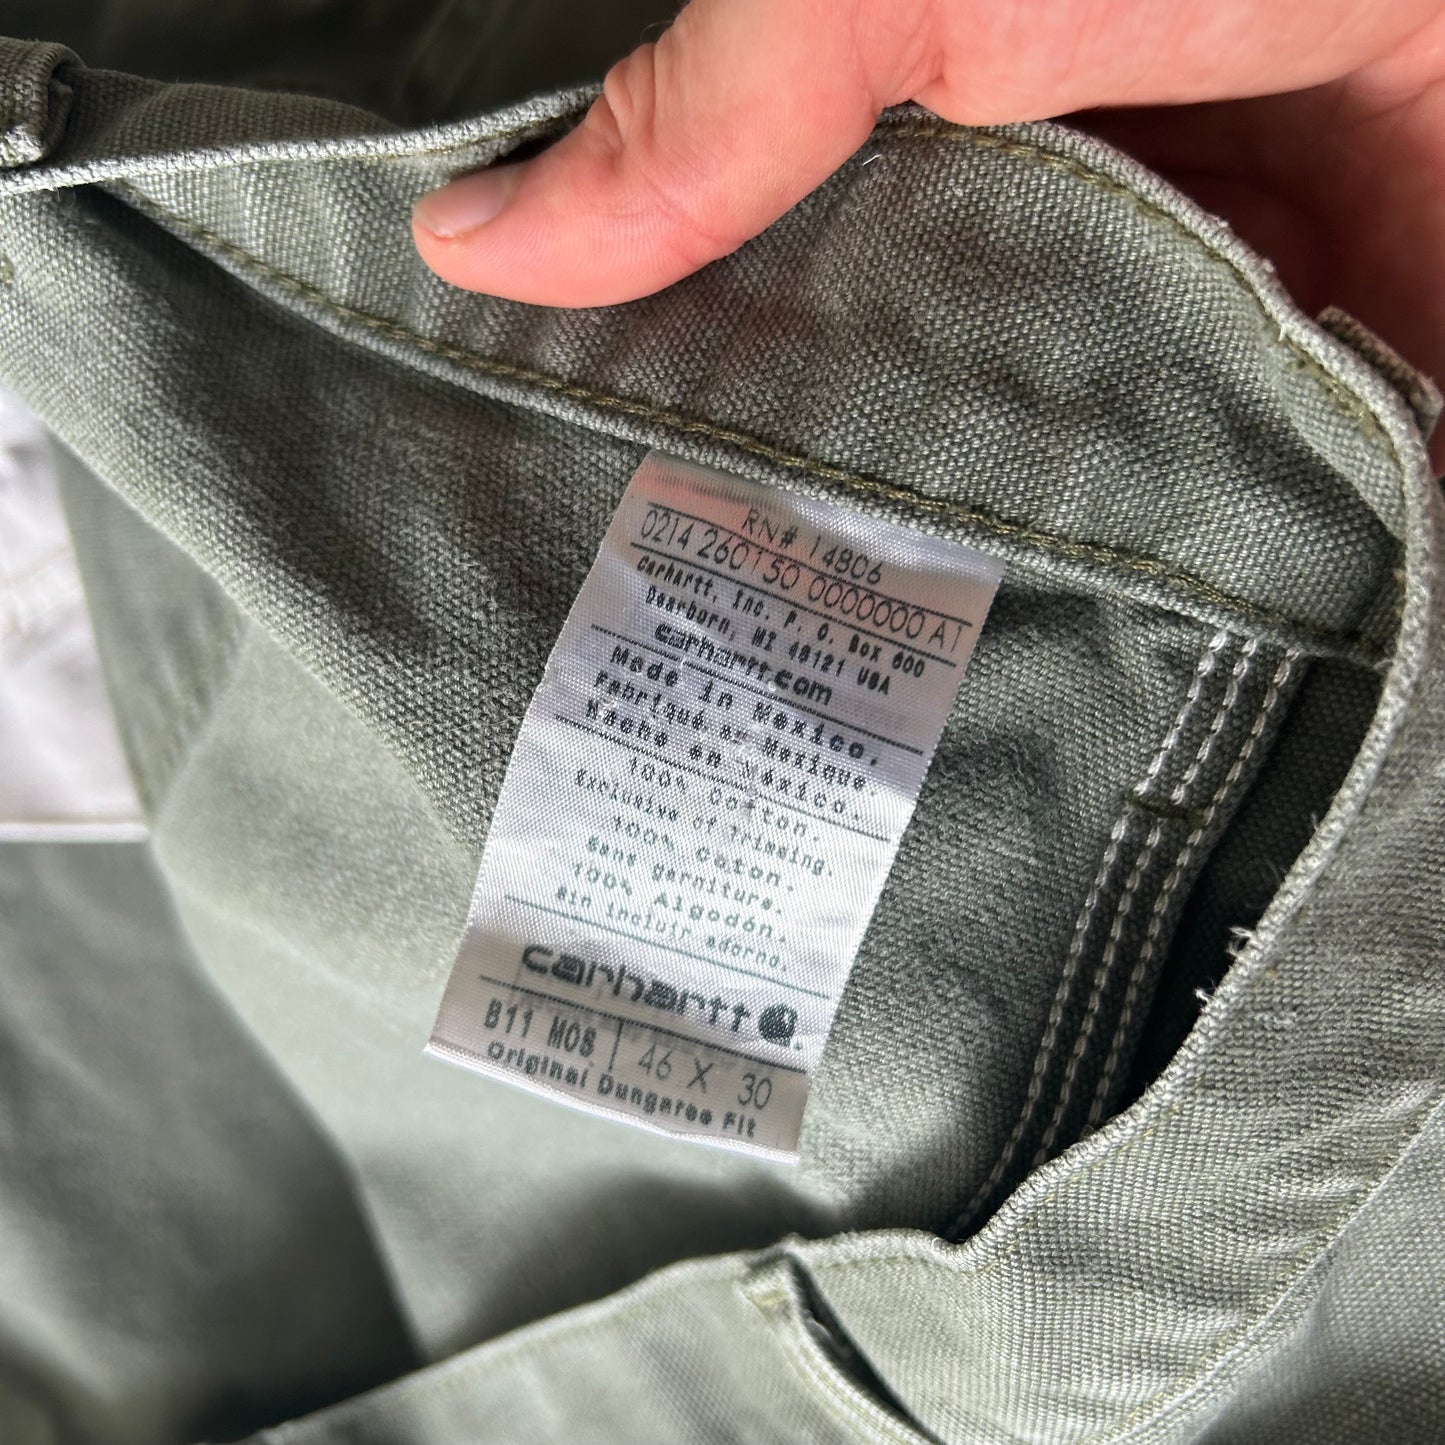 RN# 14806
0214 260150 0000000 A1
Carhartt, Inc. P. O. Box 600
Dearborn, MI 48121 USA
carhartt.com
Made in Mexico.
Fabriqué au Mexique.
Hecho en México.
100% Cotton.
Exclusive of Trimming.
100% Coton.
Sans garniture.
100% Algodón.
Sin incluir adorno.
carhartt
B11 MOS 46 X 30
Original Dungaree Fit